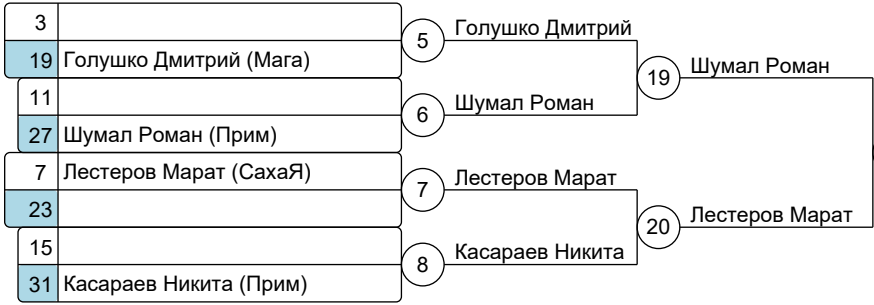 3
19 Голушко Дмитрий (Мага)
11
27 Шумал Роман (Прим)
7 Лестеров Марат (СахаЯ)
23
15
31 Касараев Никита (Прим)
5 Голушко Дмитрий
6 Шумал Роман
7 Лестеров Марат
8 Касараев Никита
19 Шумал Роман
20 Лестеров Марат